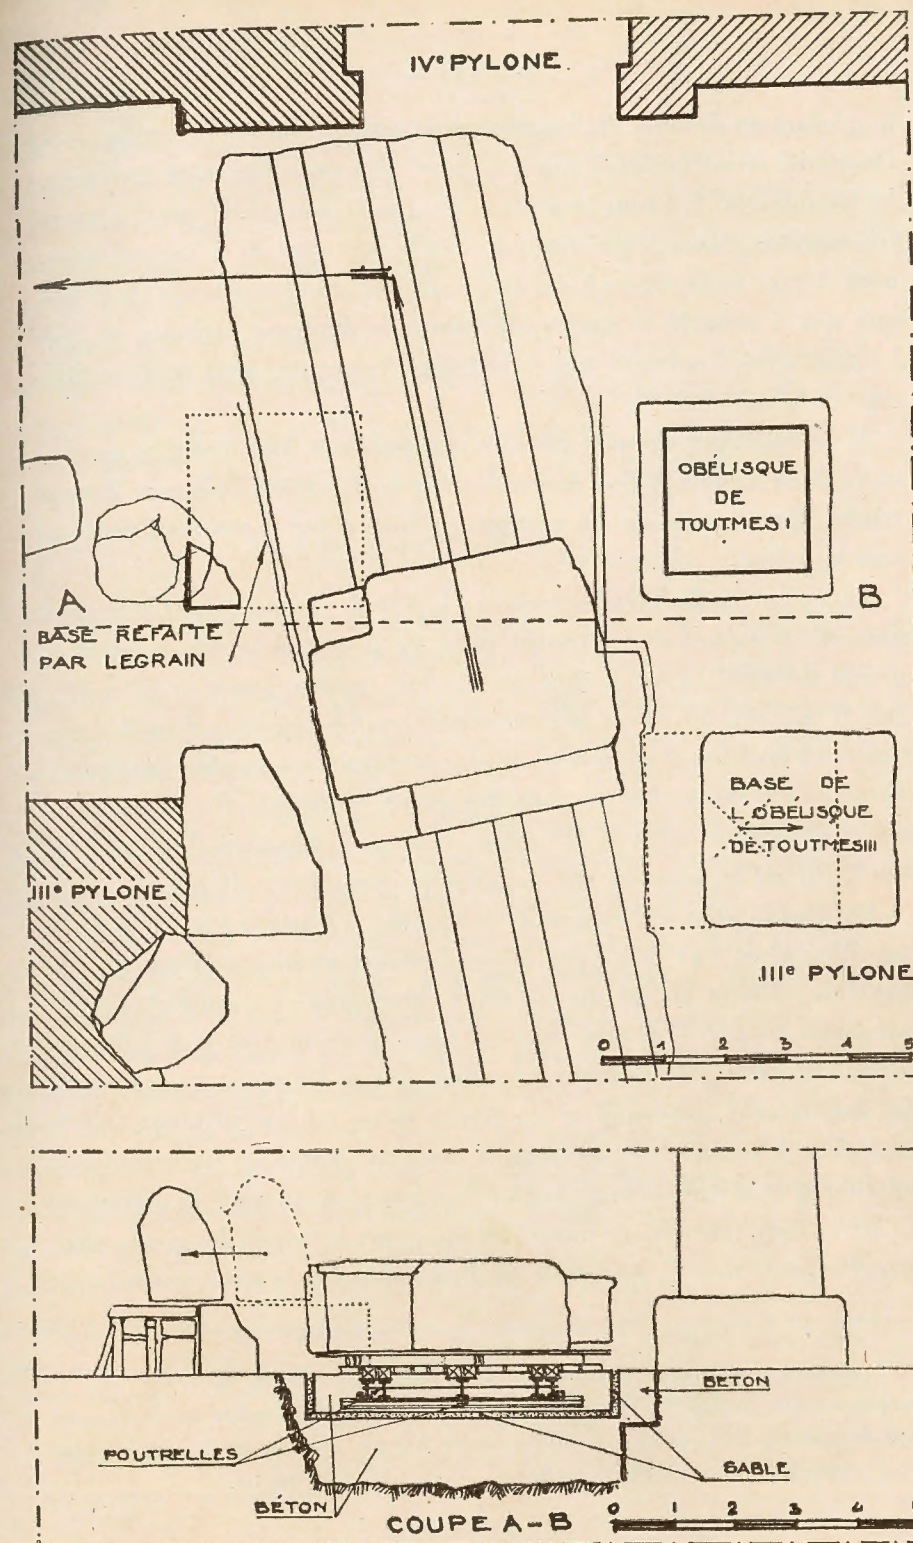 IVe PYLONE
OBÉLISQUE
DE
TOUTMES I
A
B
BASE REFAITE
PAR LEGRAIN
BASE DE
L'OBÉLISQUE
DE TOUTMES III
IIIe PYLONE
IIIe PYLONE
0 1 2 3 4 5
BETON
POUTRELLES
SABLE
BÉTON
COUPE A-B
0 1 2 3 4